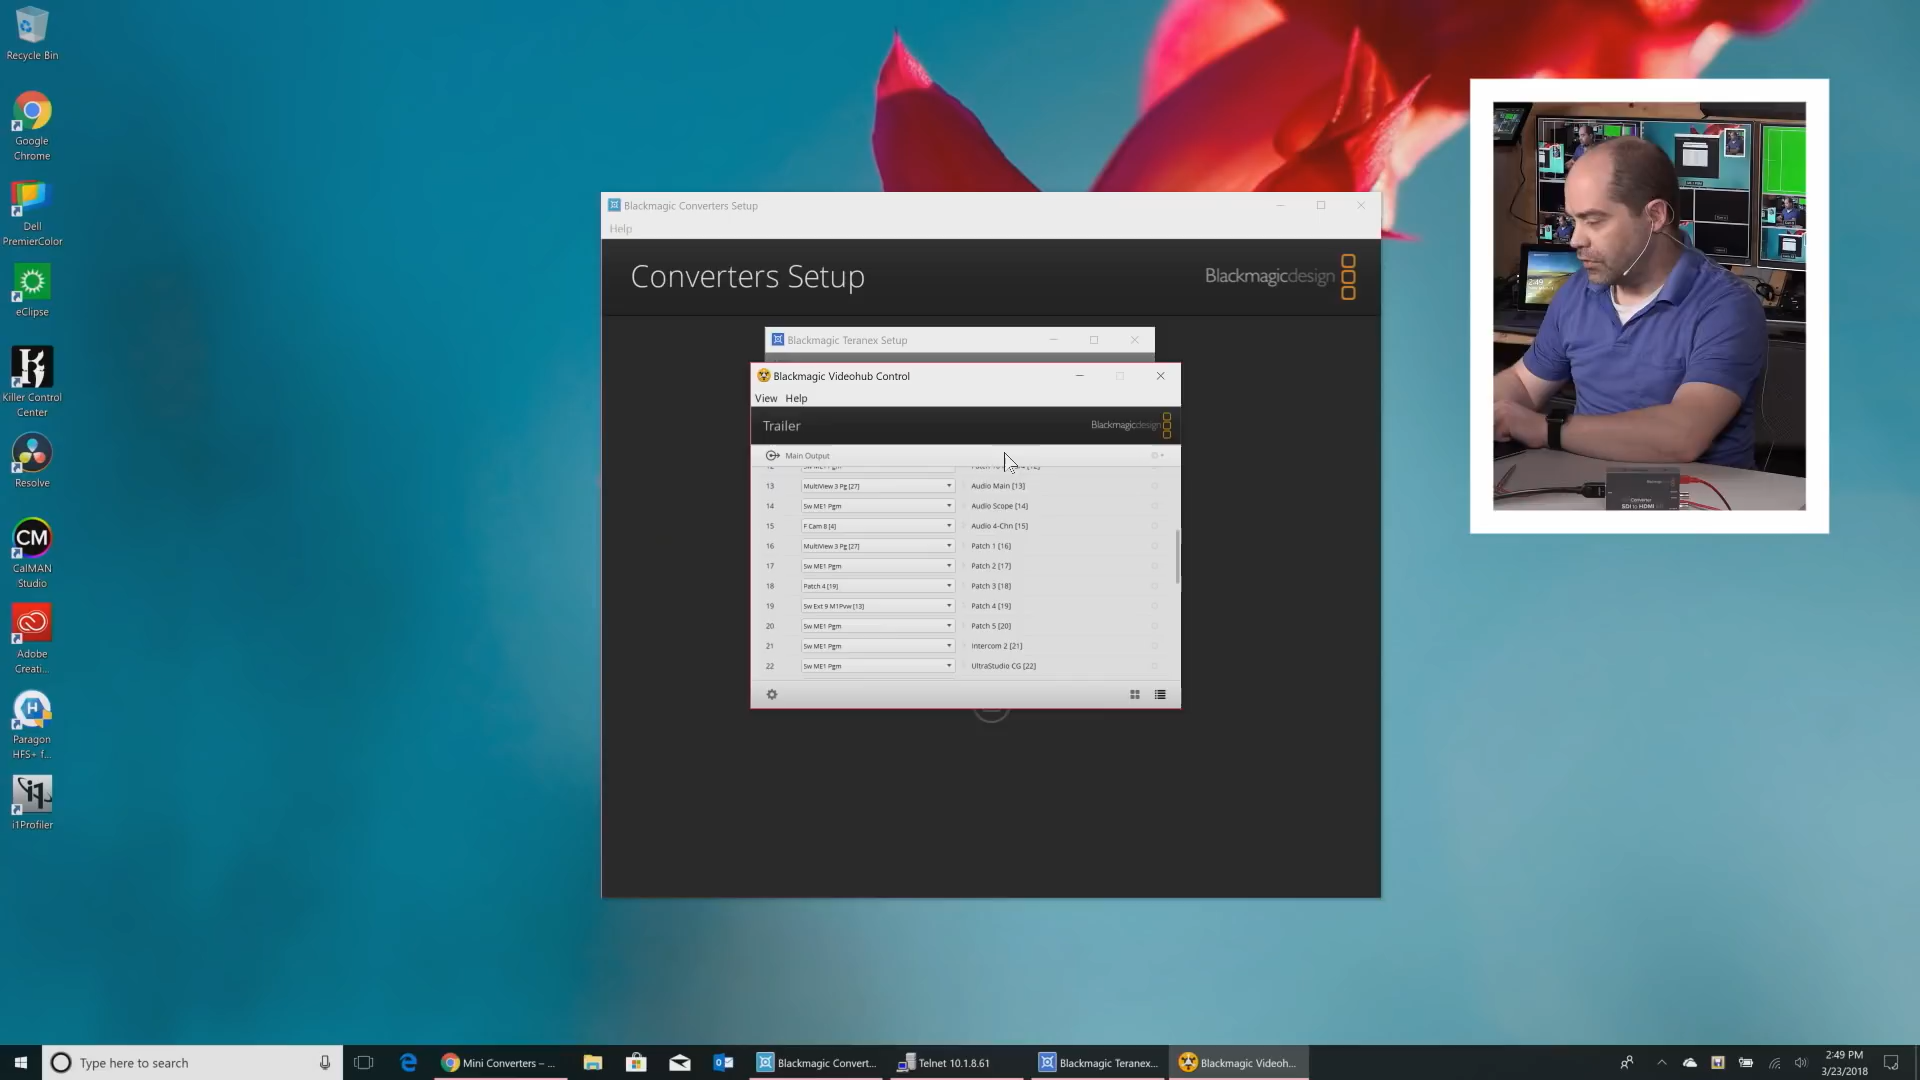 Recycle Bin
Google
Chrome
Dell
PremierColor
eClipse
Killer Control
Center
Resolve
CM
CalMAN
Studio
Adobe
Creati...
Paragon
HFS+ f...
i1Profiler
Blackmagic Converters Setup
Help
Converters Setup
Blackmagicdesign
Blackmagic Teranex Setup
Blackmagic Videohub Control
View Help
Trailer
Blackmagicdesign
Main Output
13 MultiView 3 Pg [27] Audio Main [13]
14 Sw ME1 Pgm Audio Scope [14]
15 F Cam 8 [4] Audio 4-Chn [15]
16 MultiView 3 Pg [27] Patch 1 [16]
17 Sw ME1 Pgm Patch 2 [17]
18 Patch 4 [19] Patch 3 [18]
19 Sw Ext 9 M1Pvw [13] Patch 4 [19]
20 Sw ME1 Pgm Patch 5 [20]
21 Sw ME1 Pgm Intercom 2 [21]
22 Sw ME1 Pgm UltraStudio CG [22]
Converter
SDI to HDMI
Type here to search
Mini Converters – ...
Blackmagic Convert...
Telnet 10.1.8.61
Blackmagic Teranex...
Blackmagic Videoh...
2:49 PM
3/23/2018